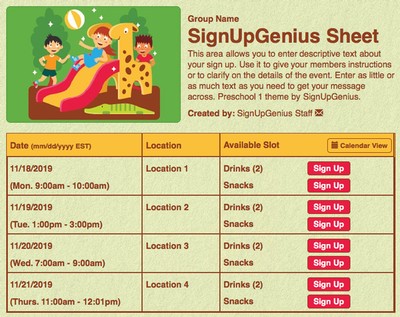 Group Name
SignUpGenius Sheet
This area allows you to enter descriptive text about
your sign up. Use it to give your members instructions
or to clarify on the details of the event. Enter as little or
as much text as you need to get your message
across. Preschool 1 theme by SignUpGenius.
Created by: SignUpGenius Staff
Date (mm/dd/yyyy EST) Location Available Slot Calendar View
11/18/2019 Location 1 Drinks (2) Sign Up
(Mon. 9:00am - 10:00am) Snacks Sign Up
11/19/2019 Location 2 Drinks (2) Sign Up
(Tue. 1:00pm - 3:00pm) Snacks Sign Up
11/20/2019 Location 3 Drinks (2) Sign Up
(Wed. 7:00am - 9:00am) Snacks Sign Up
11/21/2019 Location 4 Drinks (2) Sign Up
(Thurs. 11:00am - 12:01pm) Snacks Sign Up